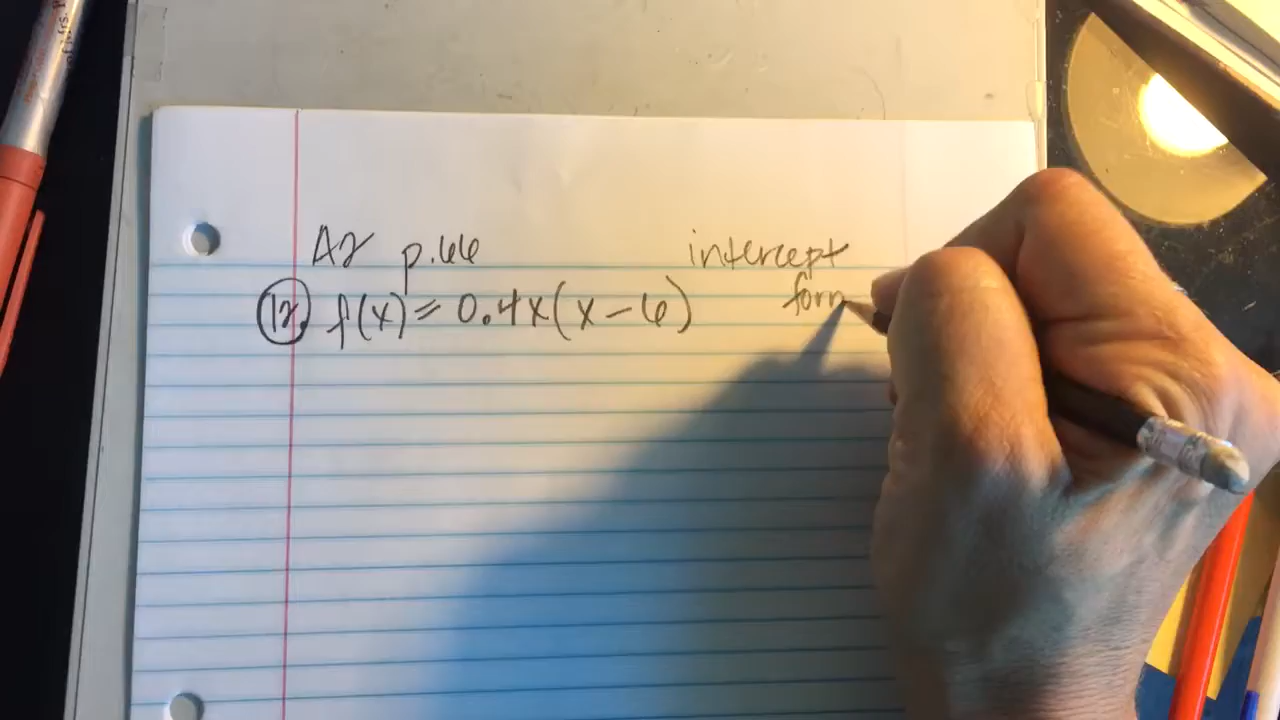 A2 p.66
12. f(x) = 0.4x(x-6)
intercept
form